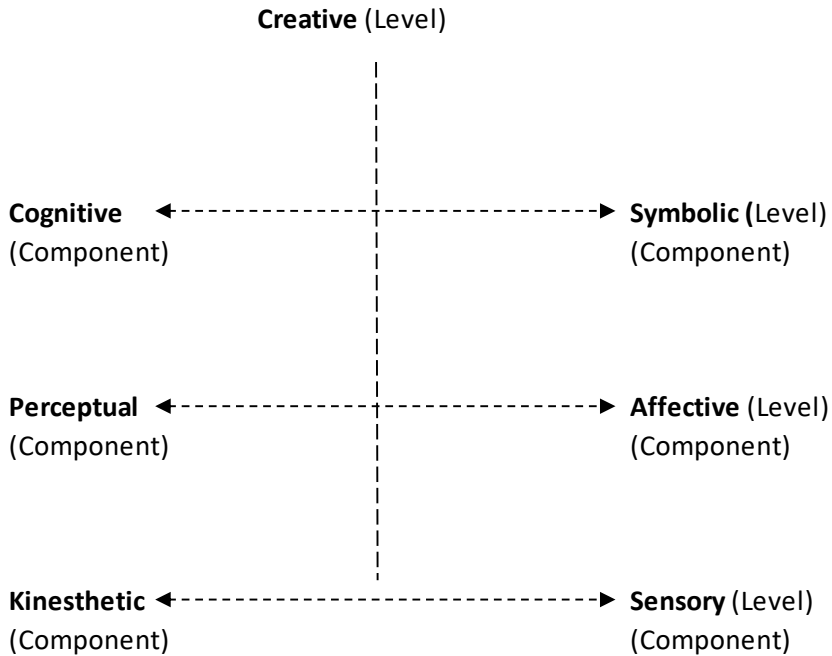 Creative (Level)
Cognitive
(Component)
Symbolic (Level)
(Component)
Perceptual
(Component)
Affective (Level)
(Component)
Kinesthetic
(Component)
Sensory (Level)
(Component)